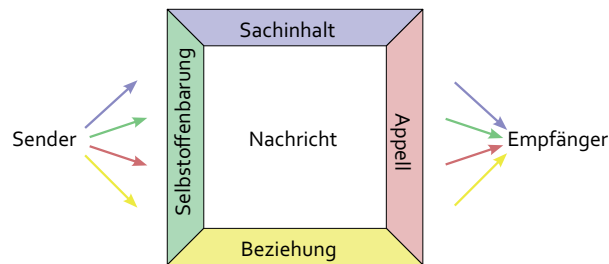 Sachinhalt
Selbstoffenbarung
Sender
Nachricht
Appell
Empfänger
Beziehung